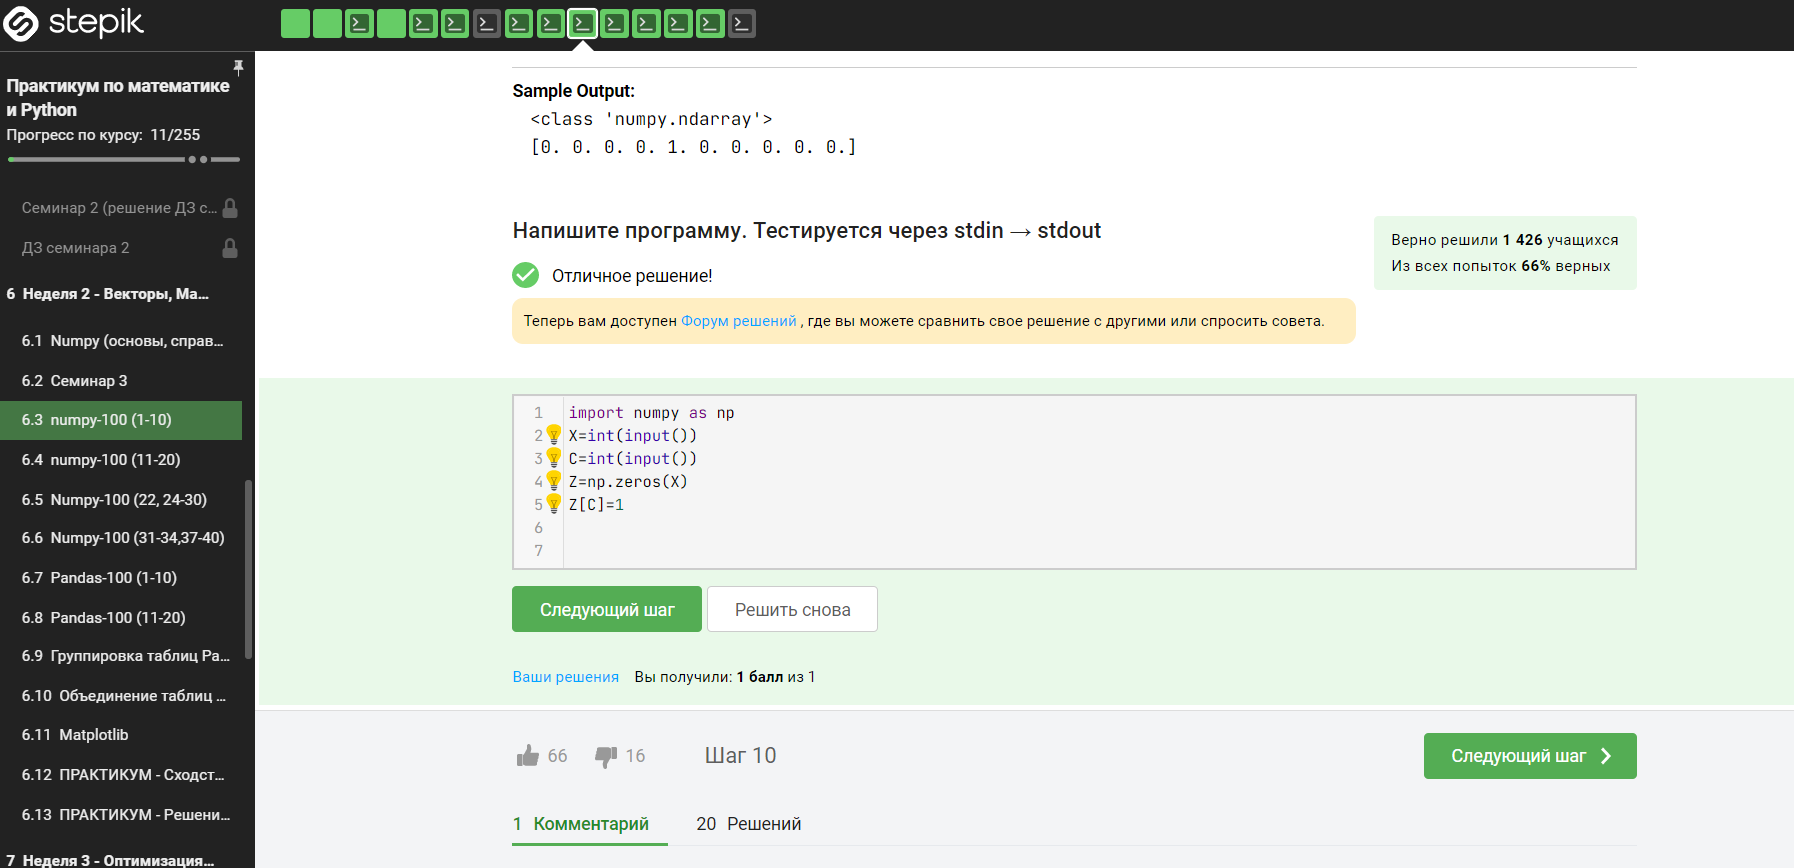 stepik
Практикум по математике
и Python
Прогресс по курсу: 11/255
Семинар 2 (решение ДЗ с...
ДЗ семинара 2
6 Неделя 2 - Векторы, Ма...
6.1 Numpy (основы, справ...
6.2 Семинар 3
6.3 numpy-100 (1-10)
6.4 numpy-100 (11-20)
6.5 Numpy-100 (22, 24-30)
6.6 Numpy-100 (31-34,37-40)
6.7 Pandas-100 (1-10)
6.8 Pandas-100 (11-20)
6.9 Группировка таблиц Pa...
6.10 Объединение таблиц ...
6.11 Matplotlib
6.12 ПРАКТИКУМ - Сходст...
6.13 ПРАКТИКУМ - Решени...
7 Неделя 3 - Оптимизация...
Sample Output:
<class 'numpy.ndarray'>
[0. 0. 0. 0. 1. 0. 0. 0. 0. 0.]
Напишите программу. Тестируется через stdin → stdout
Верно решили 1 426 учащихся
Из всех попыток 66% верных
Отличное решение!
Теперь вам доступен Форум решений , где вы можете сравнить свое решение с другими или спросить совета.
1 import numpy as np
2 X=int(input())
3 C=int(input())
4 Z=np.zeros(X)
5 Z[C]=1
6
7
Следующий шаг
Решить снова
Ваши решения Вы получили: 1 балл из 1
66 16 Шаг 10
Следующий шаг
1 Комментарий
20 Решений